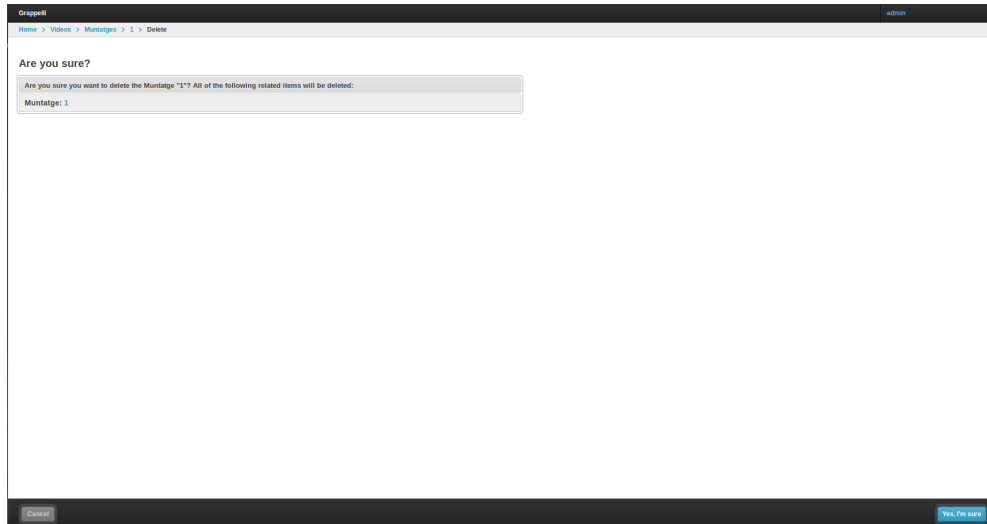 Grappelli admin
Home > Videos > Muntatges > 1 > Delete
Are you sure?
Are you sure you want to delete the Muntatge "1"? All of the following related items will be deleted:
Muntatge: 1
Cancel Yes, I'm sure